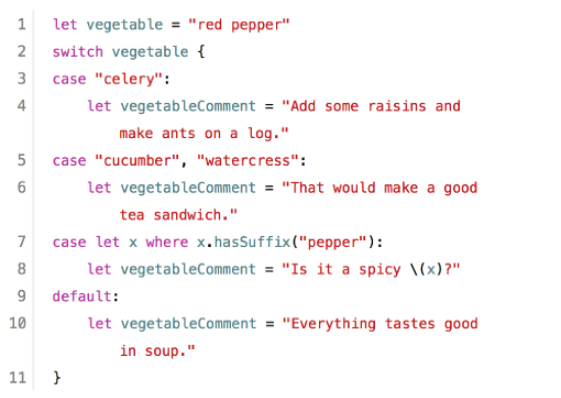 1 let vegetable = "red pepper"
2 switch vegetable {
3 case "celery":
4 let vegetableComment = "Add some raisins and
make ants on a log."
5 case "cucumber", "watercress":
6 let vegetableComment = "That would make a good
tea sandwich."
7 case let x where x.hasSuffix("pepper"):
8 let vegetableComment = "Is it a spicy \(x)?"
9 default:
10 let vegetableComment = "Everything tastes good
in soup."
11 }